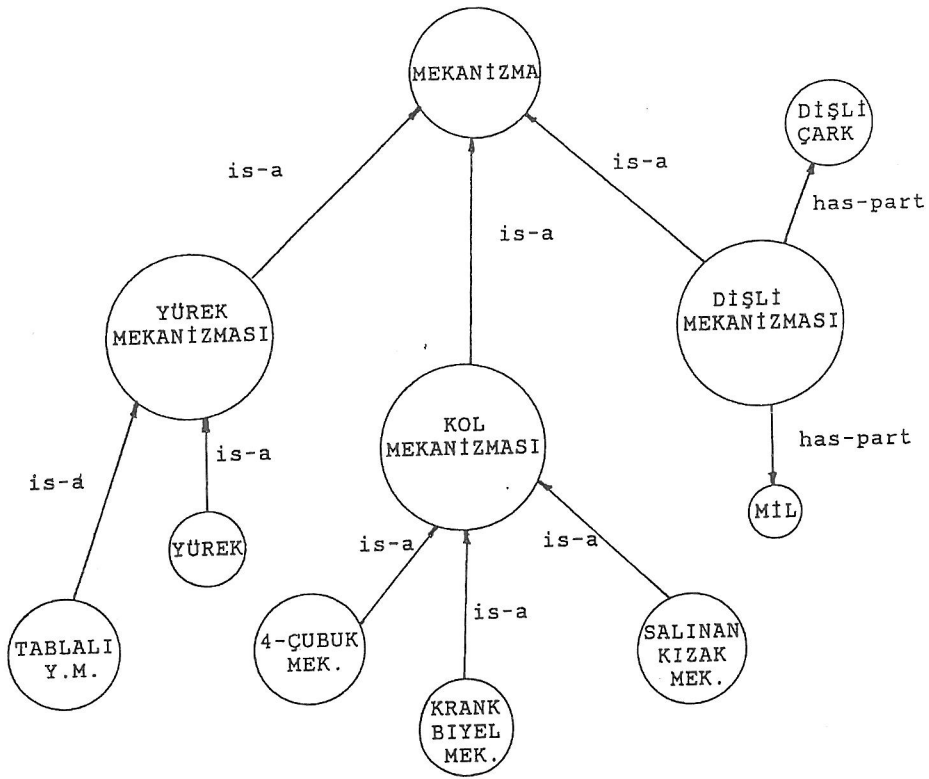 MEKANİZMA
DİŞLİ
ÇARK
is-a
is-a
has-part
is-a
YÜREK
MEKANİZMASI
DİŞLİ
MEKANİZMASI
KOL
MEKANİZMASI
has-part
is-a
is-a
MİL
YÜREK
is-a
is-a
is-a
TABLALI
Y.M.
4-ÇUBUK
MEK.
SALINAN
KIZAK
MEK.
KRANK
BIYEL
MEK.